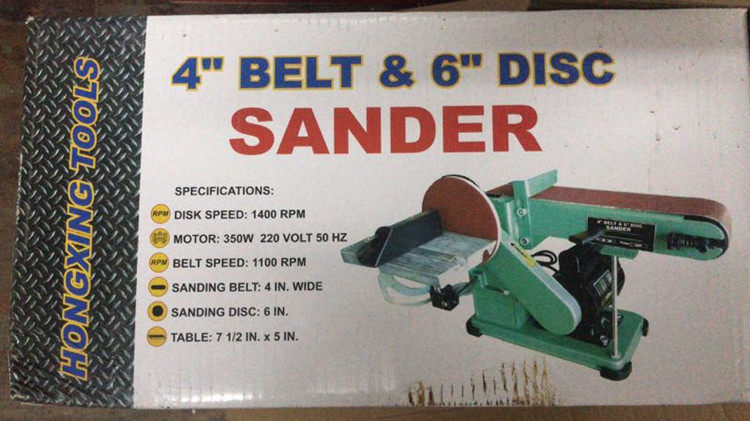 HONGXING TOOLS
4" BELT & 6" DISC
SANDER
SPECIFICATIONS:
RPM DISK SPEED: 1400 RPM
MOTOR: 350W 220 VOLT 50 HZ
RPM BELT SPEED: 1100 RPM
SANDING BELT: 4 IN. WIDE
SANDING DISC: 6 IN.
TABLE: 7 1/2 IN. x 5 IN.
4" BELT & 6" DISC
SANDER